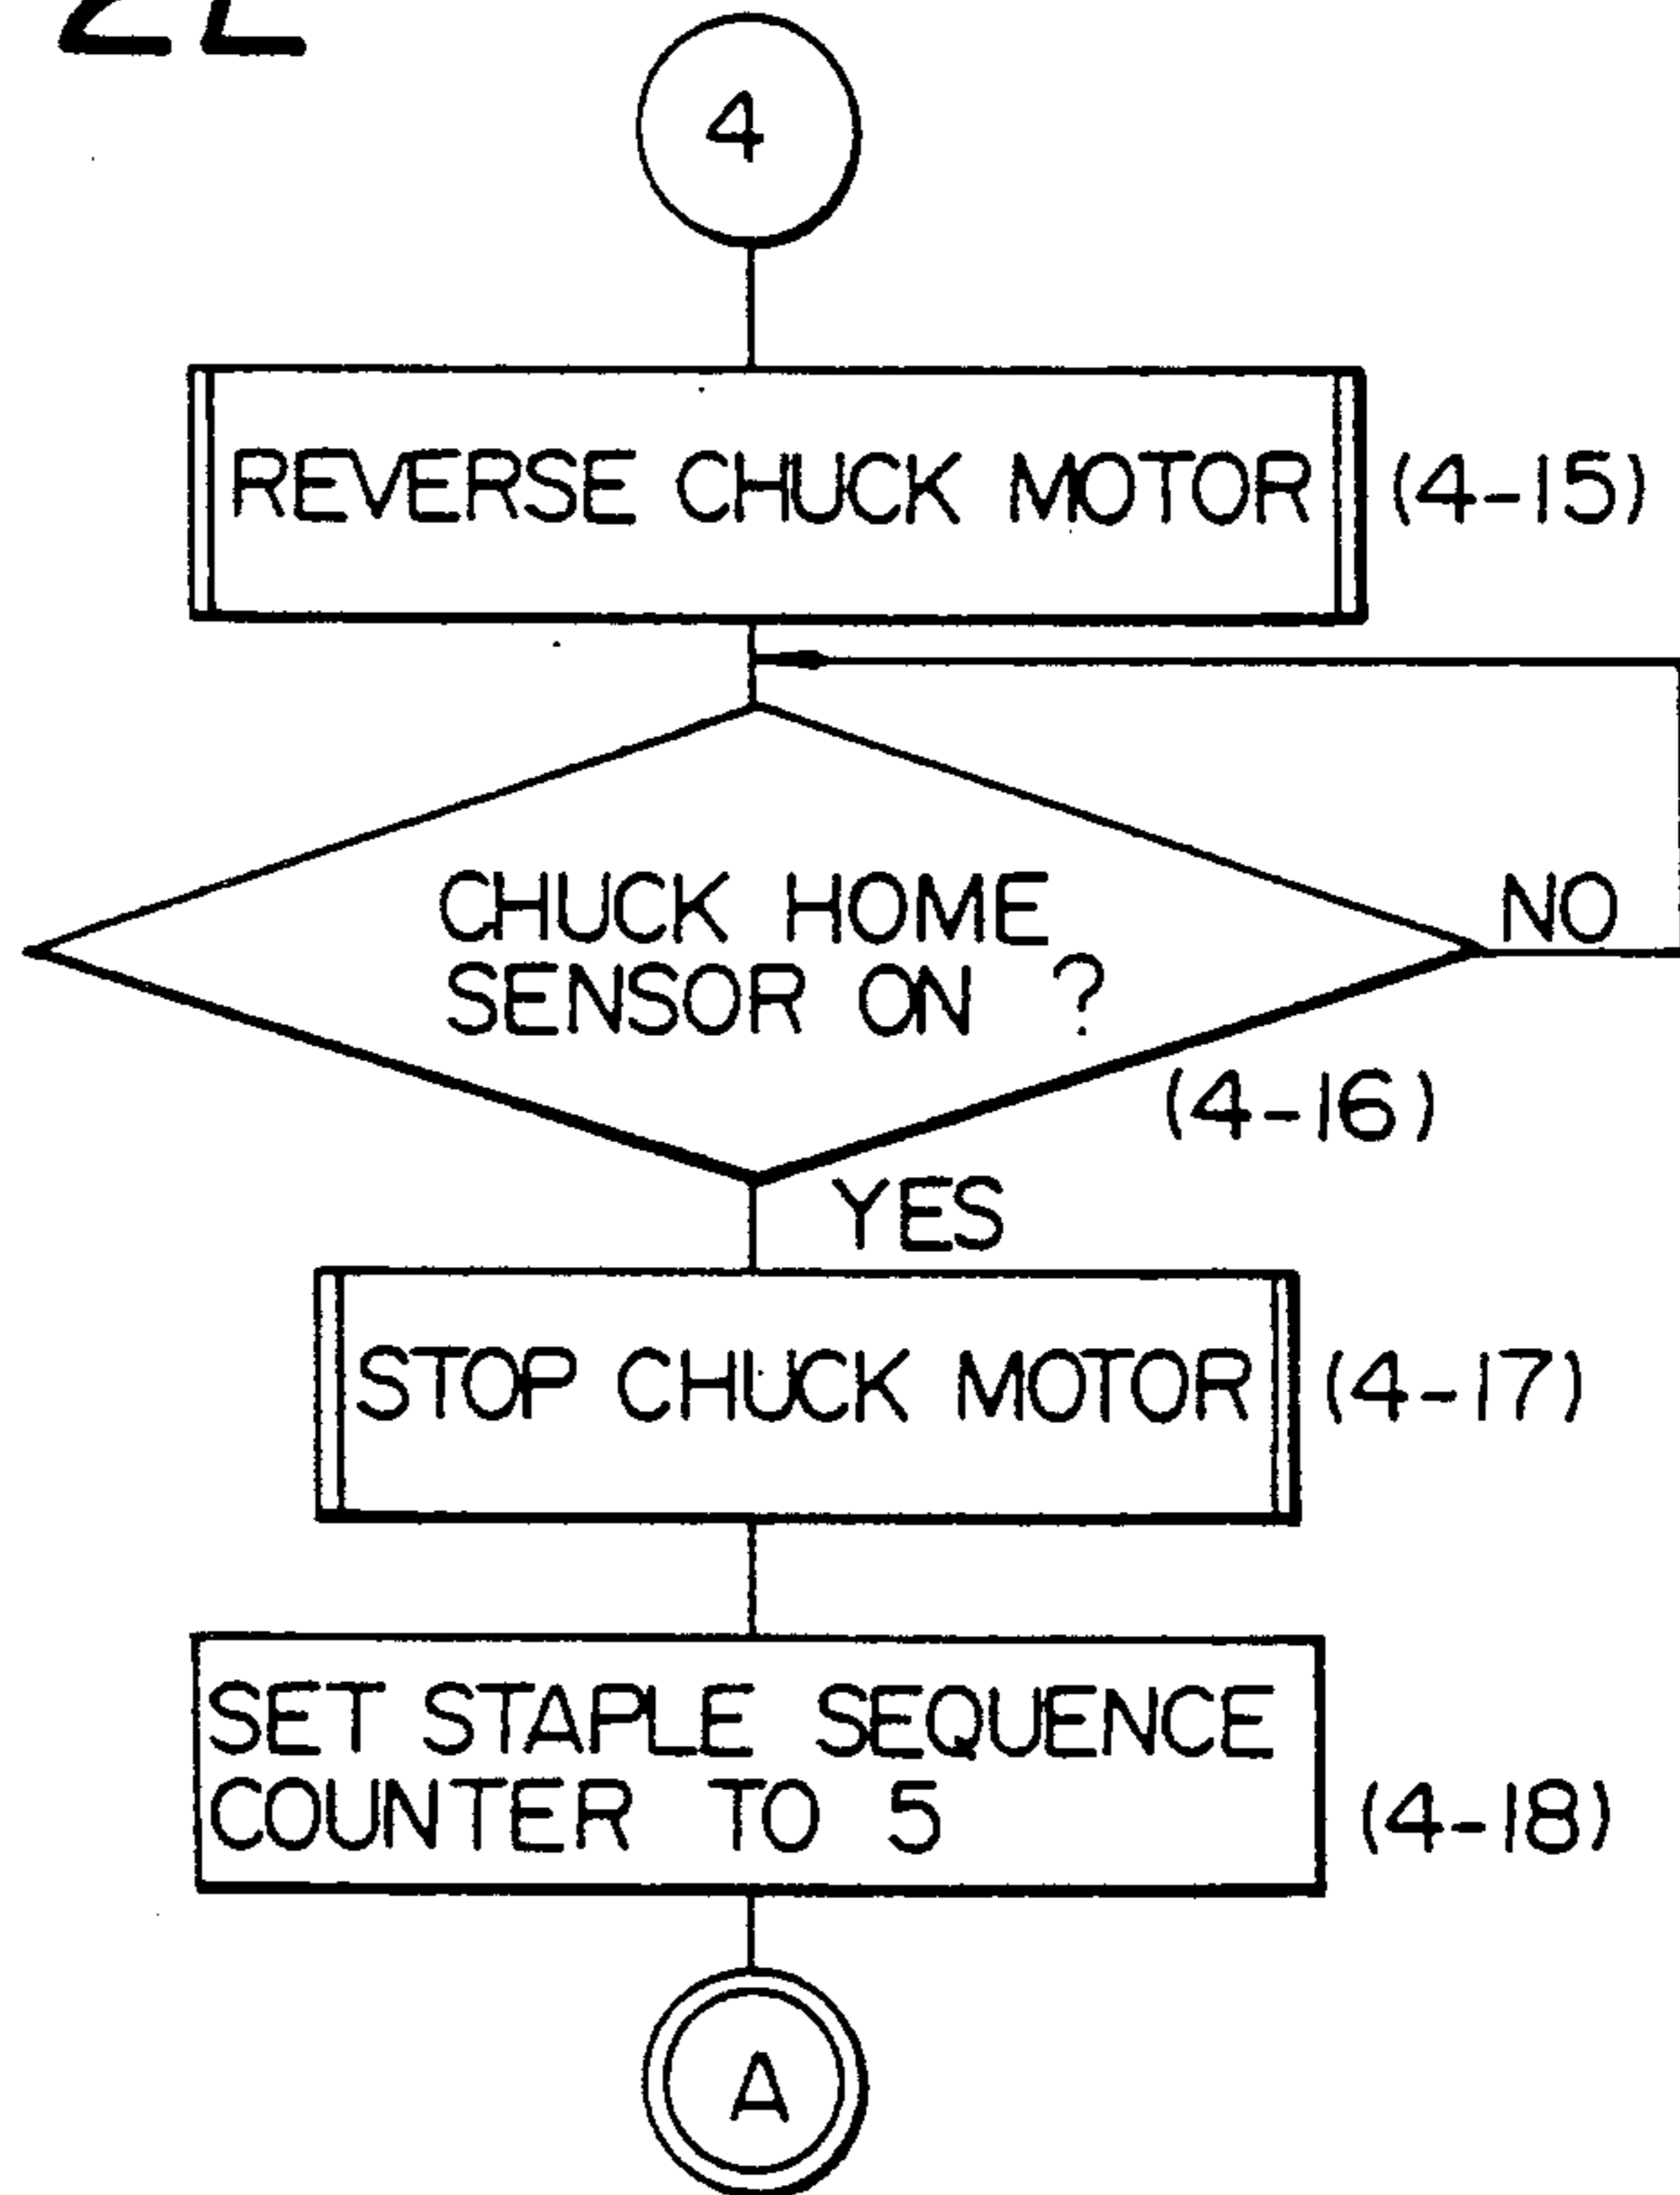 4
REVERSE CHUCK MOTOR (4-15)
CHUCK HOME
SENSOR ON ?
NO
(4-16)
YES
STOP CHUCK MOTOR (4-17)
SET STAPLE SEQUENCE
COUNTER TO 5 (4-18)
A